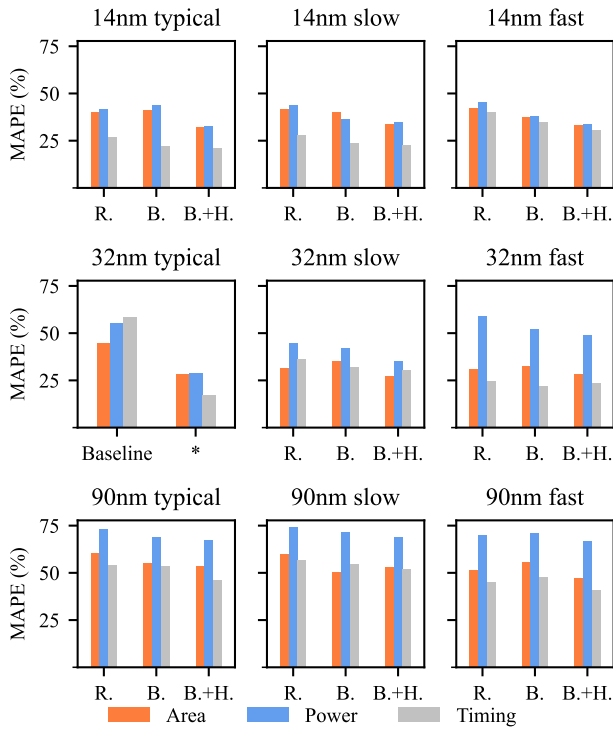 14nm typical 14nm slow 14nm fast
MAPE (%)
75
50
25
R. B. B.+H. R. B. B.+H. R. B. B.+H.
32nm typical 32nm slow 32nm fast
MAPE (%)
75
50
25
Baseline * R. B. B.+H. R. B. B.+H.
90nm typical 90nm slow 90nm fast
MAPE (%)
75
50
25
R. B. B.+H. R. B. B.+H. R. B. B.+H.
Area Power Timing